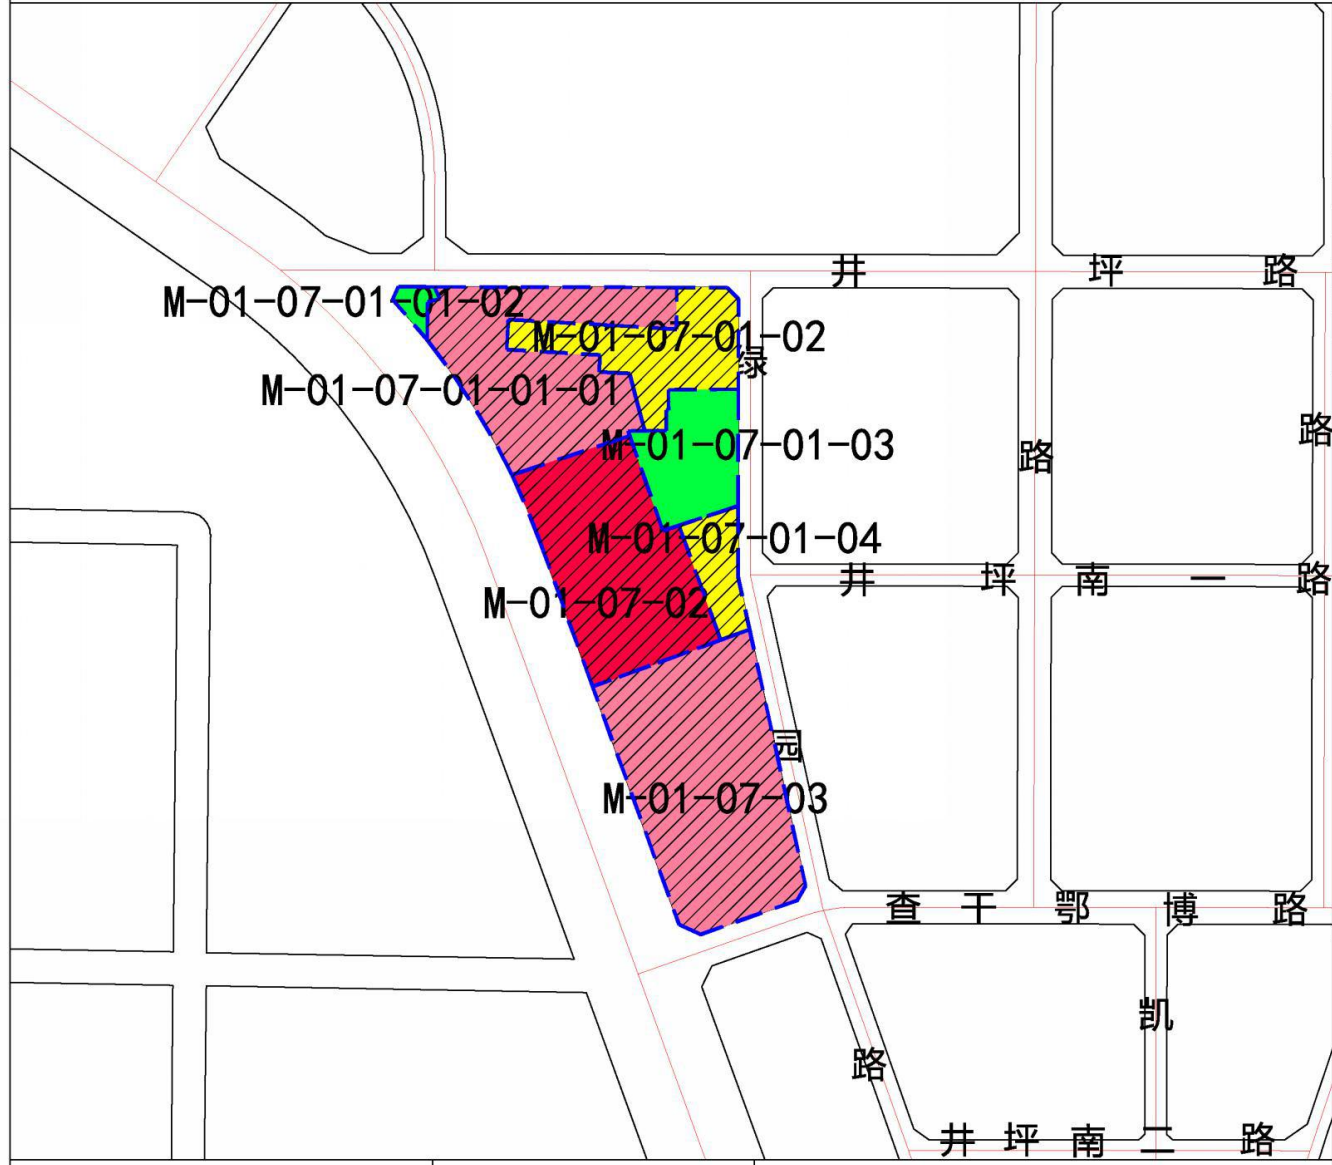 井 坪 路
M-01-07-01-01-02
M-01-07-01-02
绿
M-01-07-01-01-01
路
M-01-07-01-03
路
M-01-07-01-04
井 坪 南 一 路
M-01-07-02
园
M-01-07-03
查 干 鄂 博 路
凯
路
井 坪 南 二 路